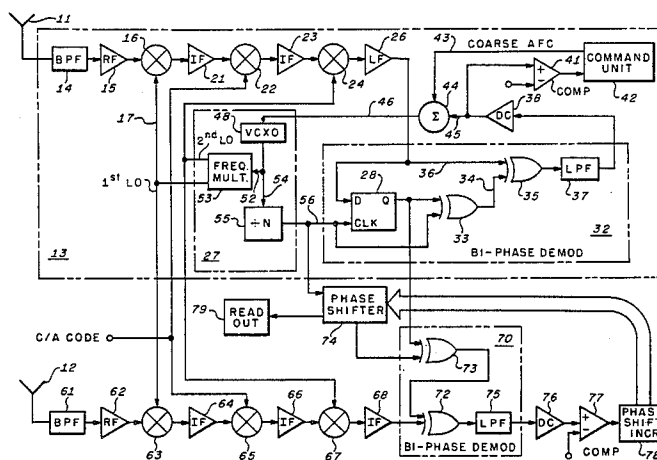 11
13
16
23
26
43
COARSE AFC
41
COMMAND UNIT
BPF
RF
IF
IF
LF
44
+
-
COMP
42
14
15
21
22
24
38
17
46
Σ
DC
45
48
VCXO
2nd LO
54
36
34
35
1st LO
FREQ. MULT.
28
LPF
53
52
56
D Q
37
55
÷N
CLK
33
32
13
27
BI-PHASE DEMOD
79
READ OUT
PHASE SHIFTER
70
74
73
C/A CODE
12
61
62
64
66
68
72
75
76
77
PHASE SHIFT INCR
BPF
RF
IF
IF
IF
LPF
DC
+
-
63
65
67
BI-PHASE DEMOD
COMP
78